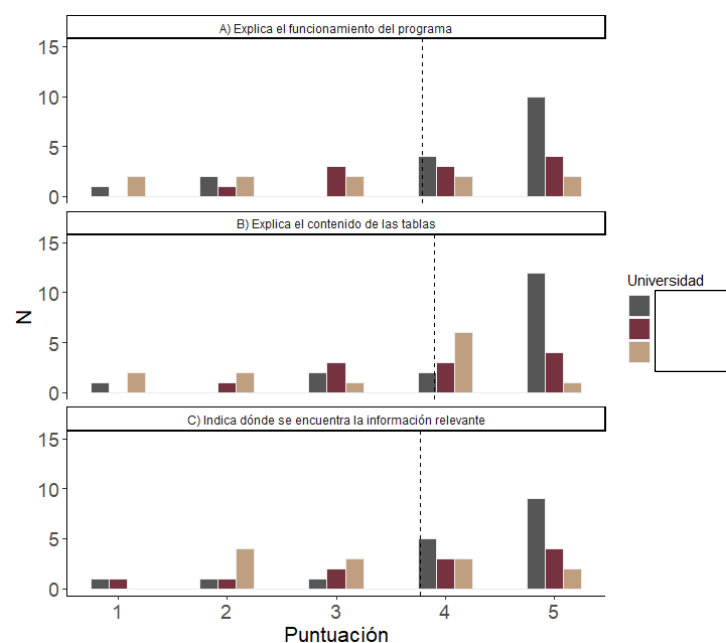 A) Explica el funcionamiento del programa
15
10
5
0
B) Explica el contenido de las tablas
15
10
5
0
N
Universidad
C) Indica dónde se encuentra la información relevante
15
10
5
0
1 2 3 4 5
Puntuación